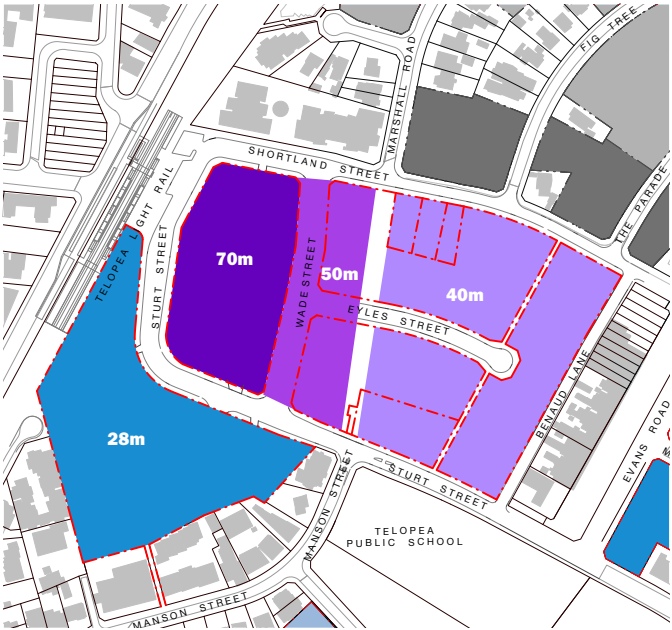 FIG TREE
MARSHALL ROAD
SHORTLAND STREET
THE PARADE
TELOPEA LIGHT RAIL
STURT STREET
70m
WADE STREET
50m
40m
EYLES STREET
BENAUD LANE
EVANS ROAD
28m
MANSON STREET
STURT STREET
TELOPEA
PUBLIC SCHOOL
MANSON STREET